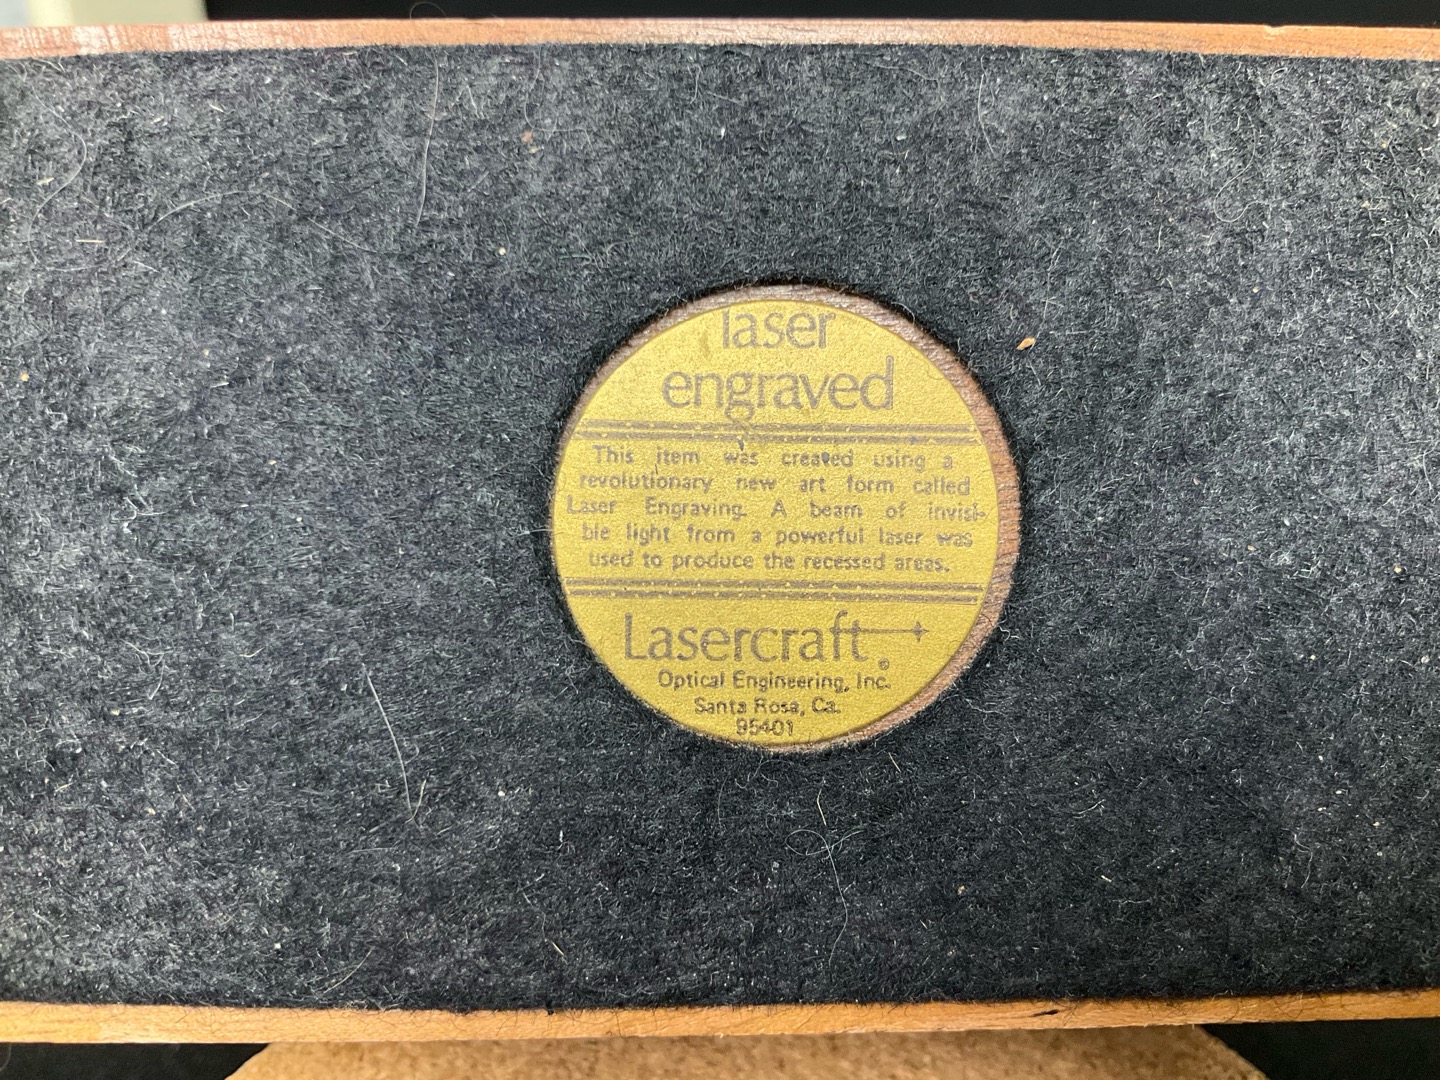 laser
engraved
This item was created using a
revolutionary new art form called
Laser Engraving. A beam of invisi-
ble light from a powerful laser was
used to produce the recessed areas.
Lasercraft
Optical Engineering, Inc.
Santa Rosa, Ca.
95401